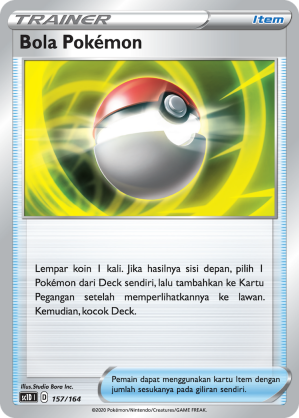 TRAINER Item
Bola Pokémon
Lempar koin 1 kali. Jika hasilnya sisi depan, pilih 1
Pokémon dari Deck sendiri, lalu tambahkan ke Kartu
Pegangan setelah memperlihatkannya ke lawan.
Kemudian, kocok Deck.
Illus. Studio Bora Inc.
sc1D I D 157/164
Pemain dapat menggunakan kartu Item dengan
jumlah sesukanya pada giliran sendiri.
©2020 Pokémon/Nintendo/Creatures/GAME FREAK.